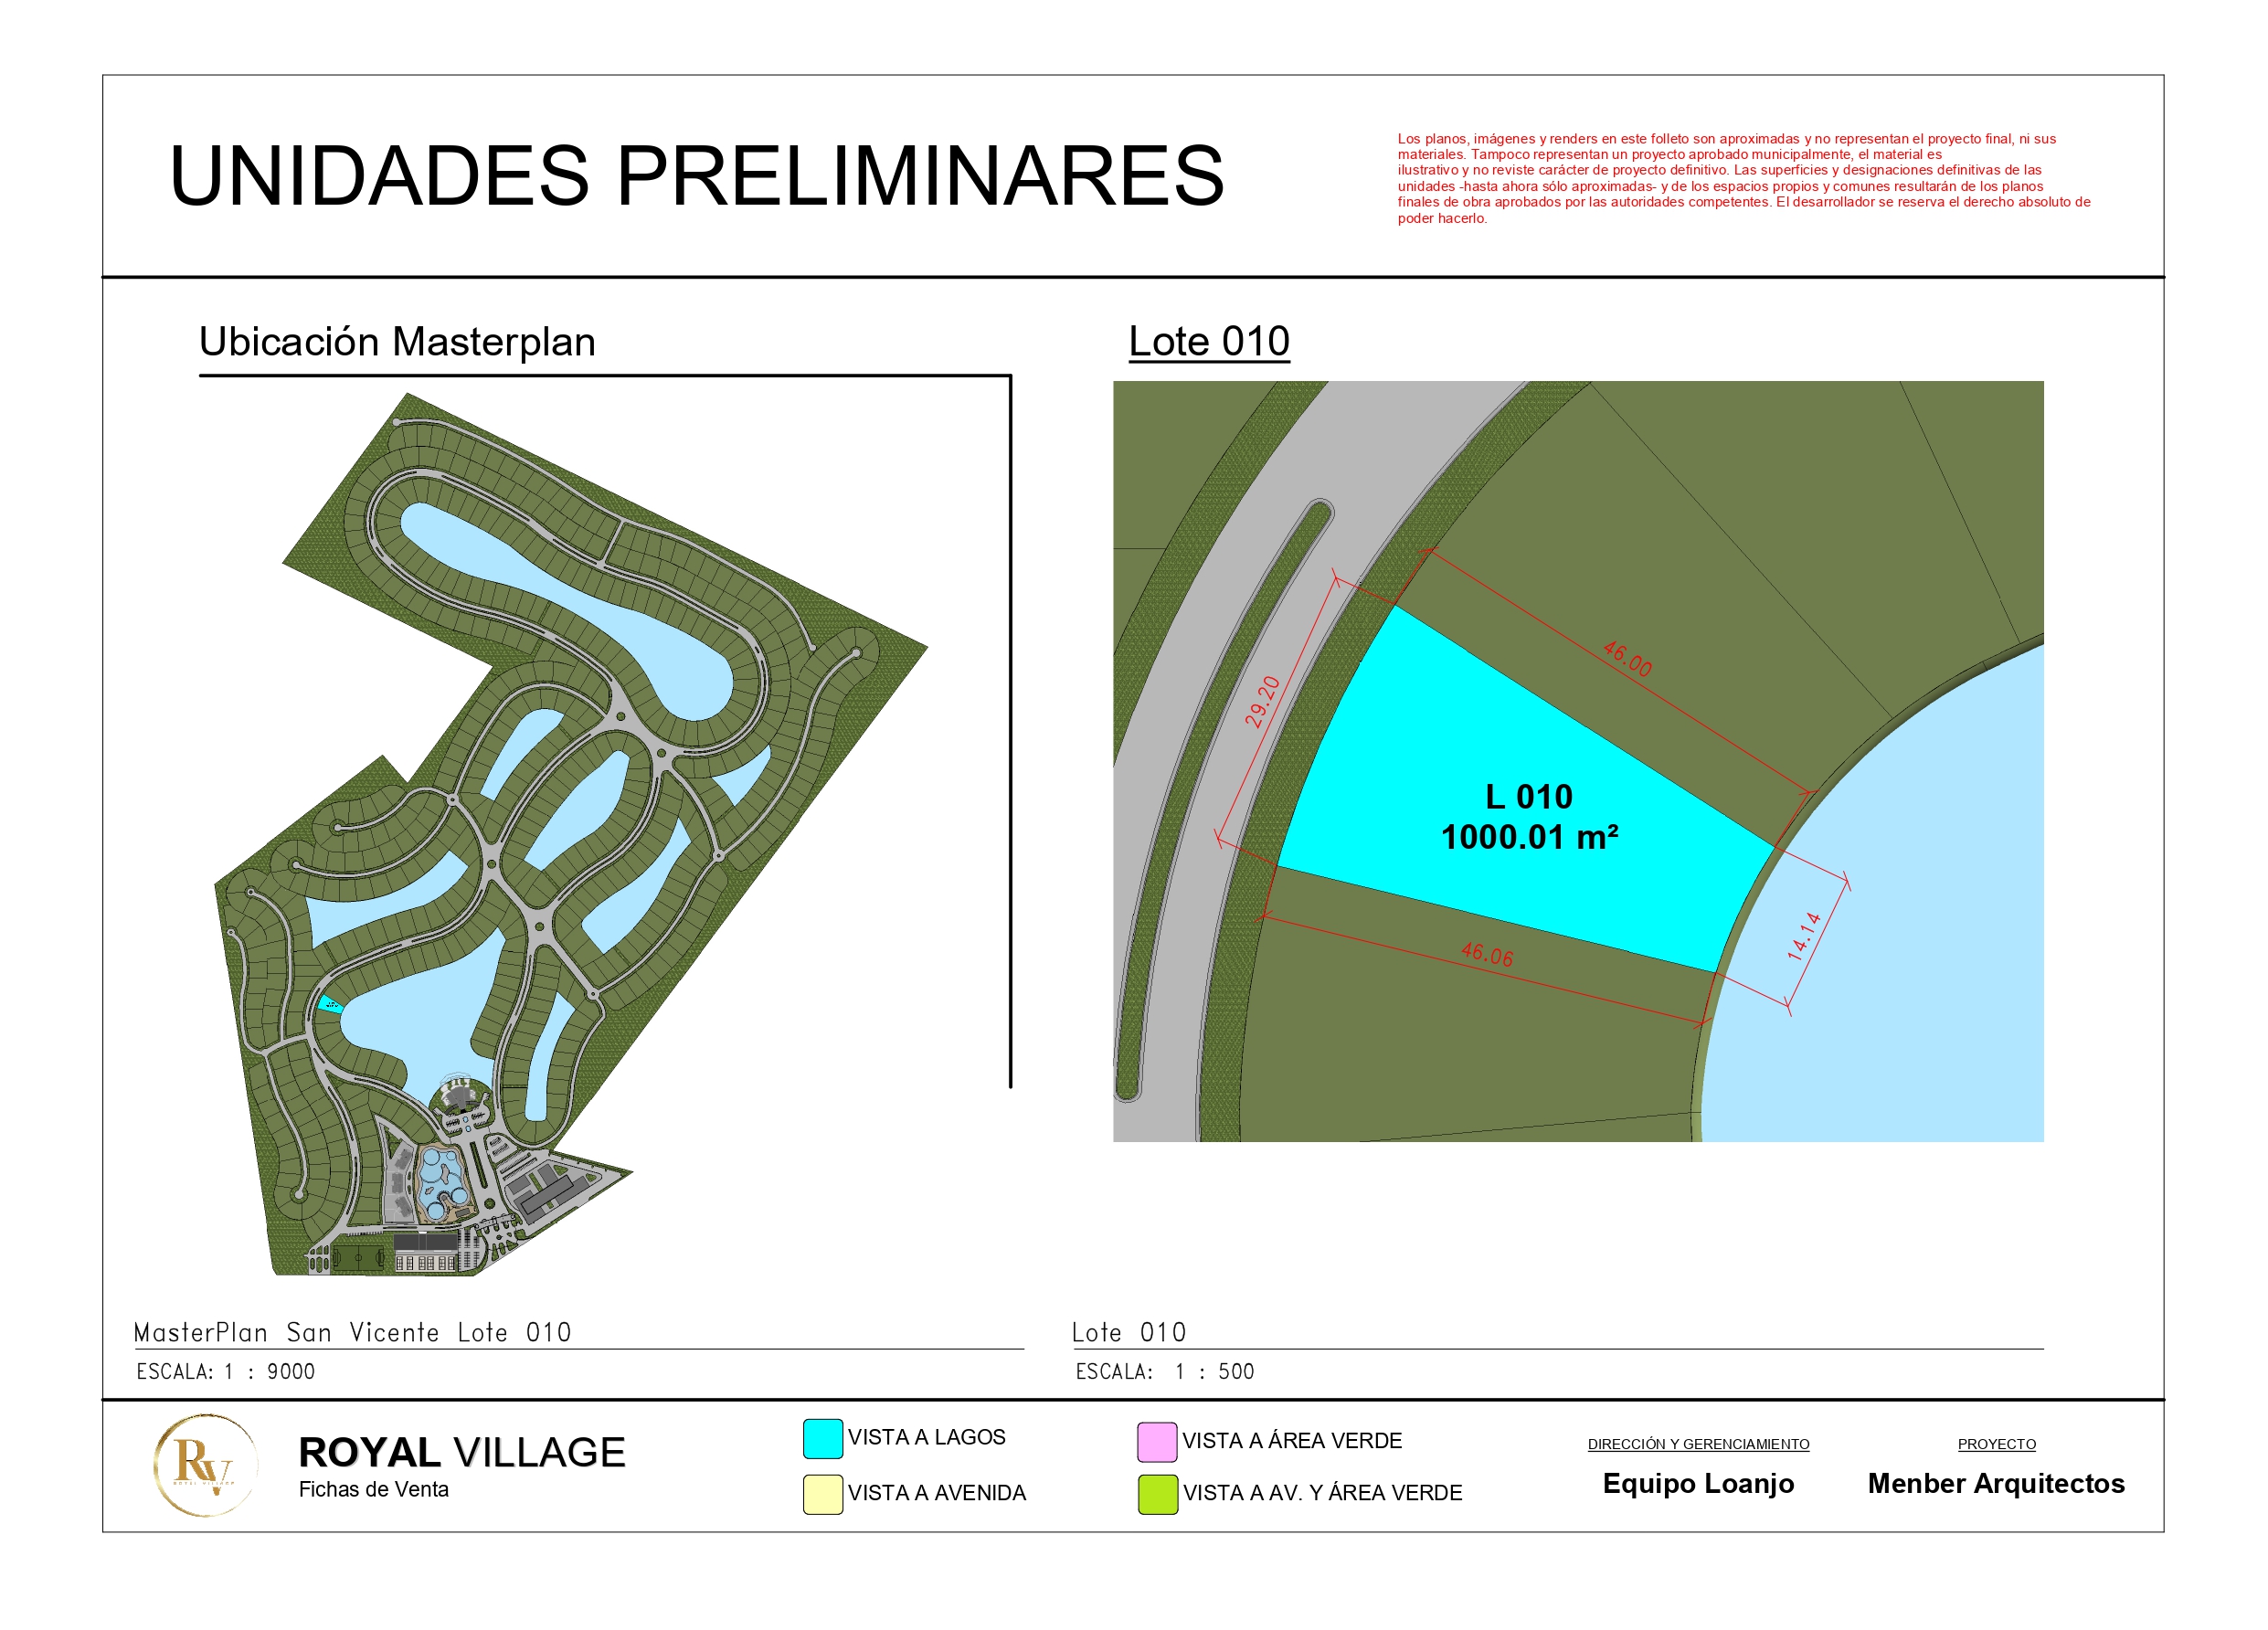 UNIDADES PRELIMINARES
Los planos, imágenes y renders en este folleto son aproximadas y no representan el proyecto final, ni sus
materiales. Tampoco representan un proyecto aprobado municipalmente, el material es
ilustrativo y no reviste carácter de proyecto definitivo. Las superficies y designaciones definitivas de las
unidades -hasta ahora sólo aproximadas- y de los espacios propios y comunes resultarán de los planos
finales de obra aprobados por las autoridades competentes. El desarrollador se reserva el derecho absoluto de
poder hacerlo.
Ubicación Masterplan
Lote 010
46.00
29.20
L 010
1000.01 m²
14.14
46.06
MasterPlan San Vicente Lote 010
ESCALA: 1 : 9000
Lote 010
ESCALA: 1 : 500
RV
ROYAL VILLAGE
ROYAL VILLAGE
Fichas de Venta
VISTA A LAGOS
VISTA A AVENIDA
VISTA A ÁREA VERDE
VISTA A AV. Y ÁREA VERDE
DIRECCIÓN Y GERENCIAMIENTO
Equipo Loanjo
PROYECTO
Menber Arquitectos